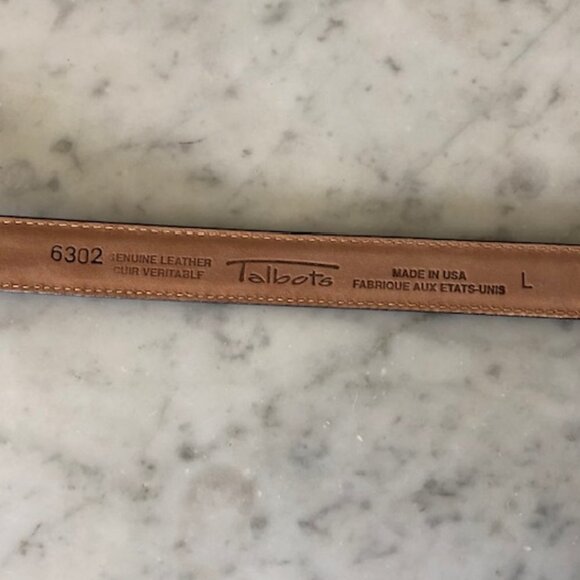 6302
GENUINE LEATHER
CUIR VERITABLE
Talbots
MADE IN USA
FABRIQUE AUX ETATS-UNIS
L